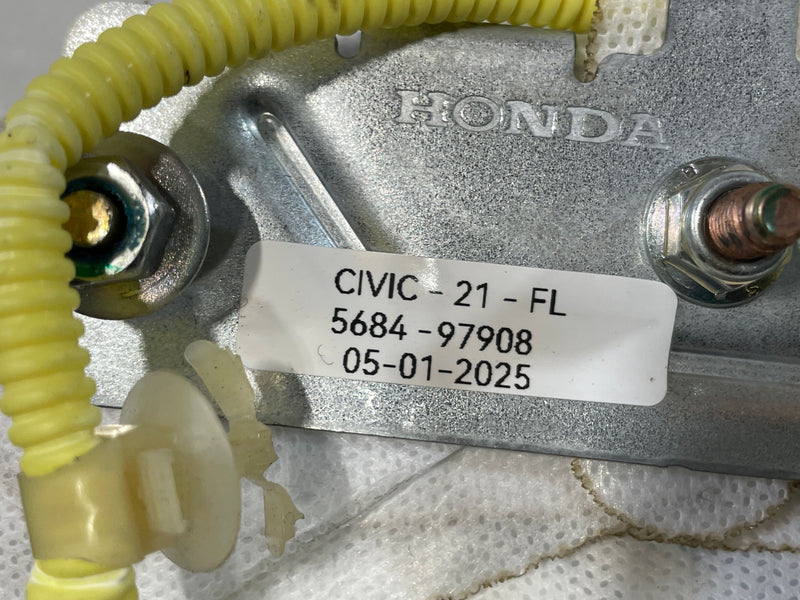 HONDA
CIVIC - 21 - FL
5684 - 97908
05-01-2025